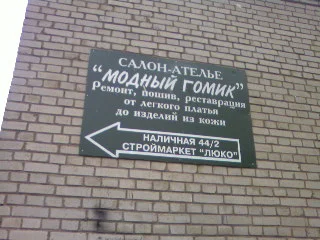 САЛОН-АТЕЛЬЕ
"МОДНЫЙ ГОМИК"
Ремонт, пошив, реставрация
от легкого платья
до изделий из кожи
НАЛИЧНАЯ 44/2
СТРОЙМАРКЕТ "ЛЮКО"